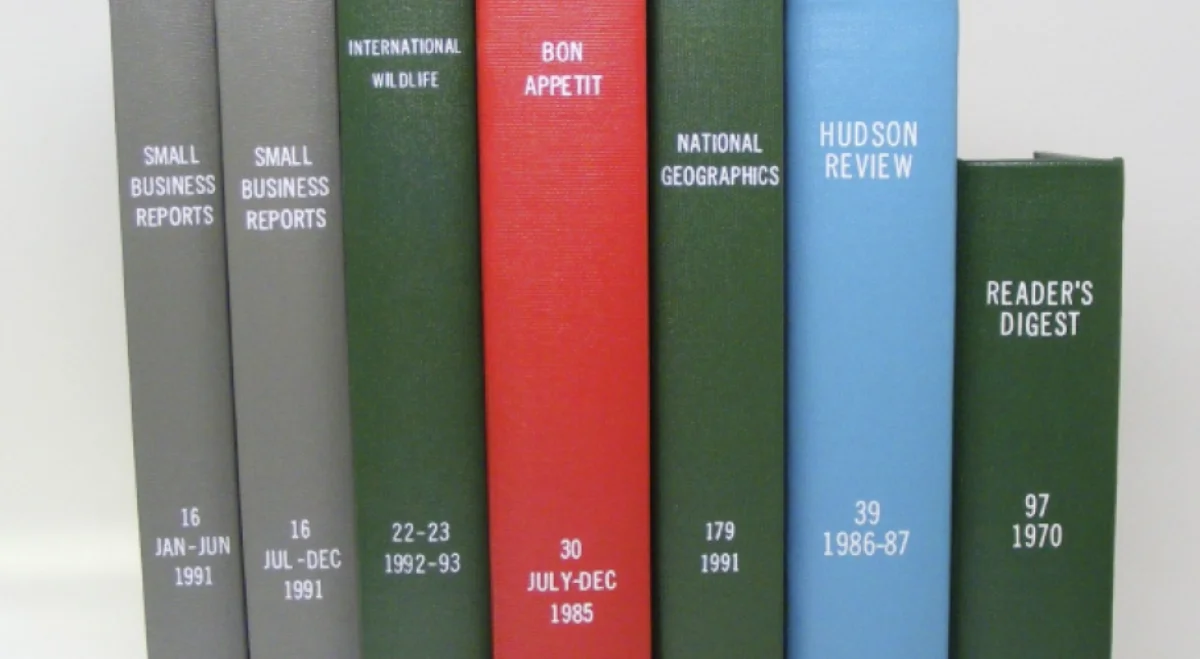 SMALL
BUSINESS
REPORTS
16
JAN-JUN
1991
SMALL
BUSINESS
REPORTS
16
JUL-DEC
1991
INTERNATIONAL
WILDLIFE
22-23
1992-93
BON
APPETIT
30
JULY-DEC
1985
NATIONAL
GEOGRAPHICS
179
1991
HUDSON
REVIEW
39
1986-87
READER'S
DIGEST
97
1970